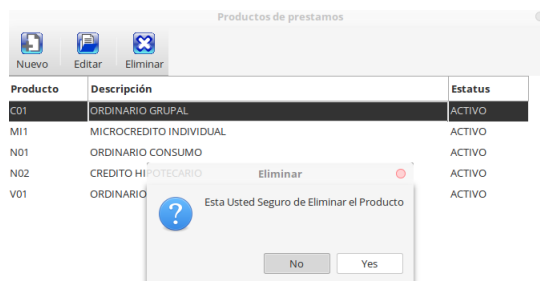 Productos de prestamos
Nuevo Editar Eliminar
Producto Descripción Estatus
C01 ORDINARIO GRUPAL ACTIVO
MI1 MICROCREDITO INDIVIDUAL ACTIVO
N01 ORDINARIO CONSUMO ACTIVO
N02 CREDITO HIPOTECARIO ACTIVO
V01 ORDINARIO ACTIVO
Eliminar
Esta Usted Seguro de Eliminar el Producto
No Yes